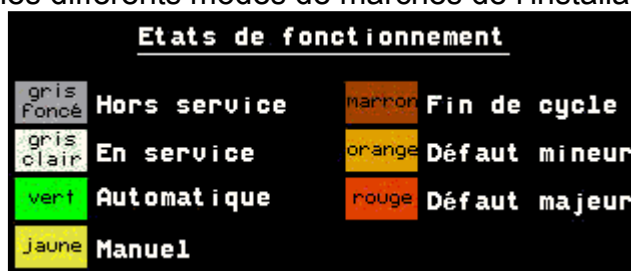 les différents modes de marches de l'installa
Etats de fonctionnement
gris foncé Hors service
marron Fin de cycle
gris clair En service
orange Défaut mineur
vert Automatique
rouge Défaut majeur
jaune Manuel